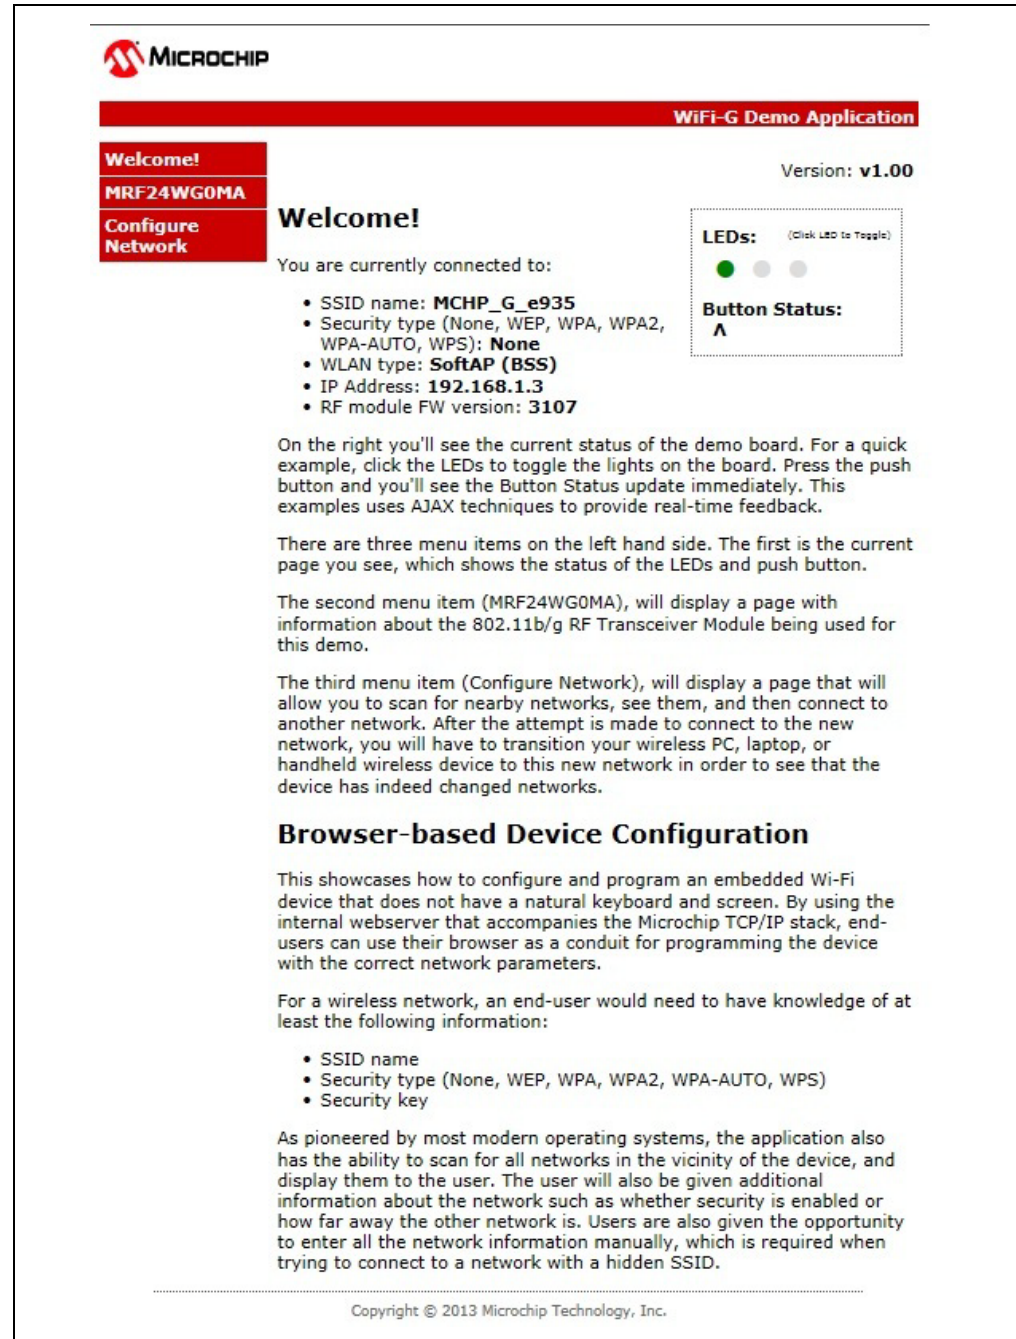 MICROCHIP
WiFi-G Demo Application
Welcome!
MRF24WG0MA
Configure
Network
Version: v1.00
Welcome!
LEDs: (Click LED to Toggle)
Button Status:
Λ
You are currently connected to:
• SSID name: MCHP_G_e935
• Security type (None, WEP, WPA, WPA2,
WPA-AUTO, WPS): None
• WLAN type: SoftAP (BSS)
• IP Address: 192.168.1.3
• RF module FW version: 3107
On the right you'll see the current status of the demo board. For a quick
example, click the LEDs to toggle the lights on the board. Press the push
button and you'll see the Button Status update immediately. This
examples uses AJAX techniques to provide real-time feedback.
There are three menu items on the left hand side. The first is the current
page you see, which shows the status of the LEDs and push button.
The second menu item (MRF24WG0MA), will display a page with
information about the 802.11b/g RF Transceiver Module being used for
this demo.
The third menu item (Configure Network), will display a page that will
allow you to scan for nearby networks, see them, and then connect to
another network. After the attempt is made to connect to the new
network, you will have to transition your wireless PC, laptop, or
handheld wireless device to this new network in order to see that the
device has indeed changed networks.
Browser-based Device Configuration
This showcases how to configure and program an embedded Wi-Fi
device that does not have a natural keyboard and screen. By using the
internal webserver that accompanies the Microchip TCP/IP stack, end-
users can use their browser as a conduit for programming the device
with the correct network parameters.
For a wireless network, an end-user would need to have knowledge of at
least the following information:
• SSID name
• Security type (None, WEP, WPA, WPA2, WPA-AUTO, WPS)
• Security key
As pioneered by most modern operating systems, the application also
has the ability to scan for all networks in the vicinity of the device, and
display them to the user. The user will also be given additional
information about the network such as whether security is enabled or
how far away the other network is. Users are also given the opportunity
to enter all the network information manually, which is required when
trying to connect to a network with a hidden SSID.
Copyright © 2013 Microchip Technology, Inc.